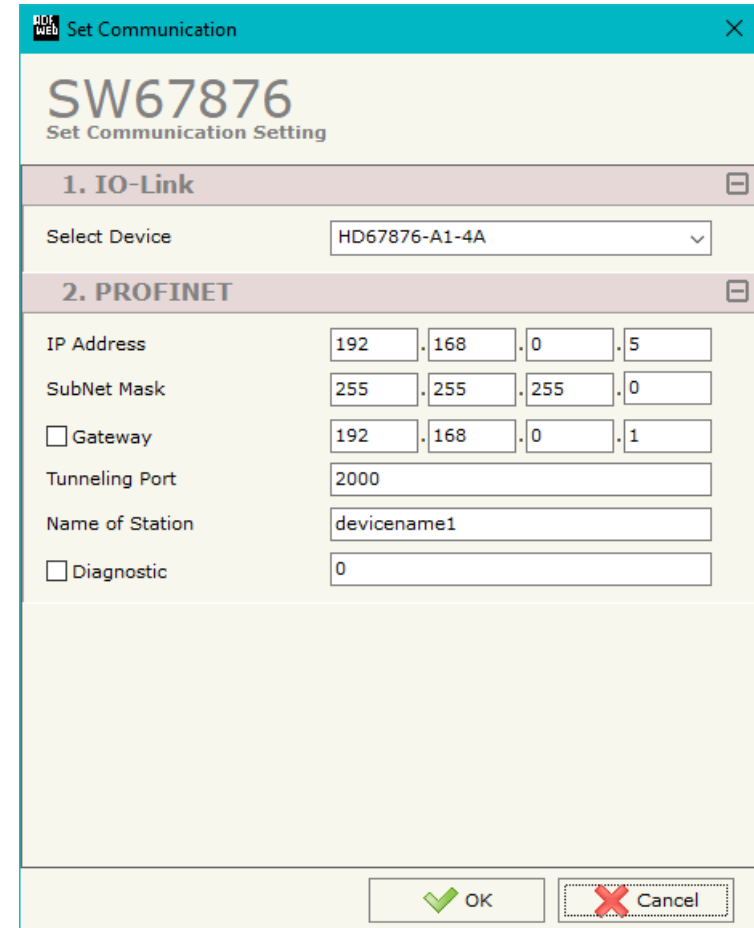 ADF WEB Set Communication
SW67876
Set Communication Setting
1. IO-Link
Select Device HD67876-A1-4A
2. PROFINET
IP Address 192 . 168 . 0 . 5
SubNet Mask 255 . 255 . 255 . 0
Gateway 192 . 168 . 0 . 1
Tunneling Port 2000
Name of Station devicename1
Diagnostic 0
OK Cancel